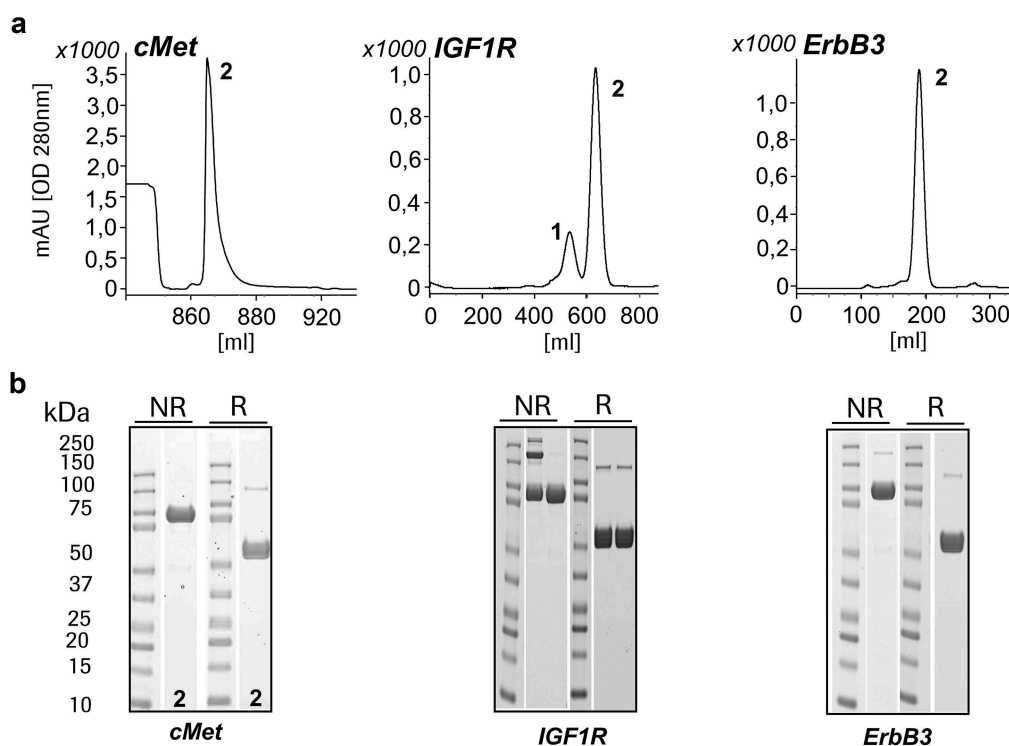 a
x1000 cMet
x1000 IGF1R
x1000 ErbB3
mAU [OD 280nm]
3,5
3,0
2,5
2,0
1,5
1,0
0,5
0
2
860 880 920
[ml]
1,0
0,8
0,6
0,4
0,2
0
1
2
0 200 400 600 800
[ml]
1,0
0,8
0,6
0,4
0,2
0
2
0 100 200 300
[ml]
b
kDa
NR R
NR R
NR R
250
150
100
75
50
37
25
20
15
10
2 2
cMet
IGF1R
ErbB3